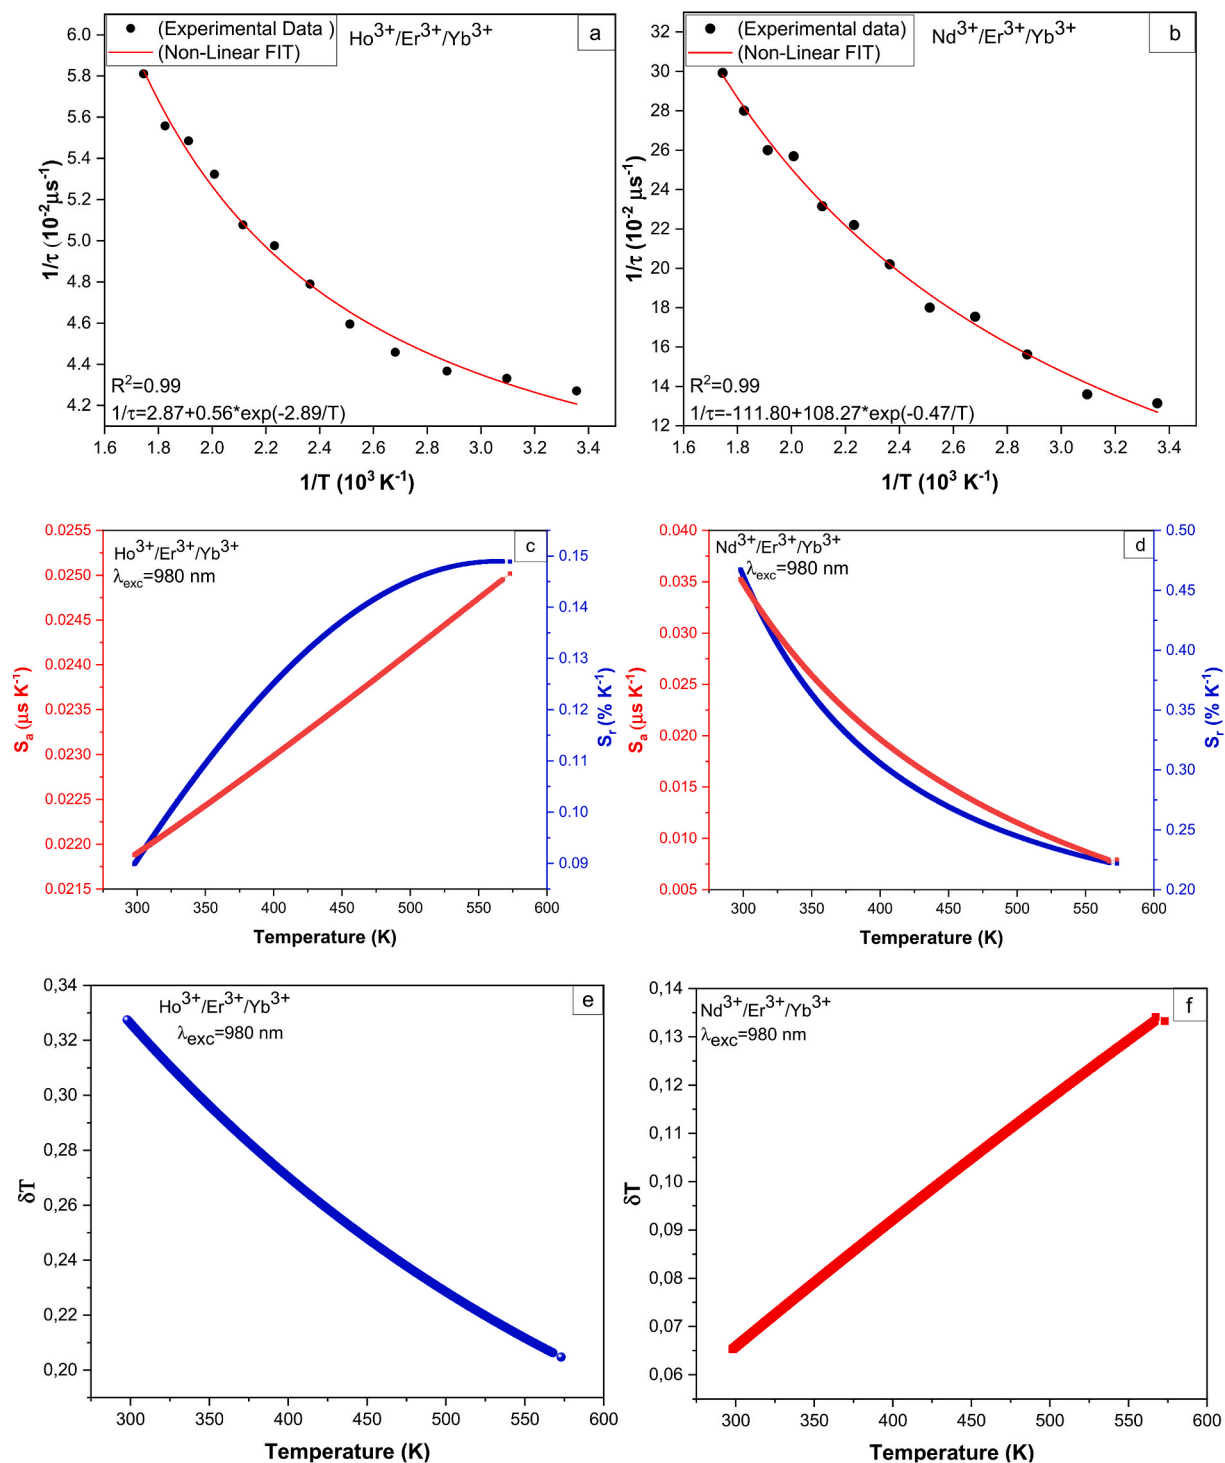 (Experimental Data )
(Non-Linear FIT)
Ho3+/Er3+/Yb3+
a
6.0
5.8
5.6
5.4
5.2
5.0
4.8
4.6
4.4
4.2
1/τ (10-2μs-1)
R2=0.99
1/τ=2.87+0.56*exp(-2.89/T)
1.6 1.8 2.0 2.2 2.4 2.6 2.8 3.0 3.2 3.4
1/T (103 K-1)
(Experimental data)
(Non-Linear FIT)
Nd3+/Er3+/Yb3+
b
32
30
28
26
24
22
20
18
16
14
12
1/τ (10-2 μs-1)
R2=0.99
1/τ=-111.80+108.27*exp(-0.47/T)
1.6 1.8 2.0 2.2 2.4 2.6 2.8 3.0 3.2 3.4
1/T (103 K-1)
Ho3+/Er3+/Yb3+
λexc=980 nm
c
0.0255
0.0250
0.0245
0.0240
0.0235
0.0230
0.0225
0.0220
0.0215
Sa (μs K-1)
0.15
0.14
0.13
0.12
0.11
0.10
0.09
Sr (% K-1)
300 350 400 450 500 550 600
Temperature (K)
Nd3+/Er3+/Yb3+
λexc=980 nm
d
0.040
0.035
0.030
0.025
0.020
0.015
0.010
0.005
Sa (μs K-1)
0.50
0.45
0.40
0.35
0.30
0.25
0.20
Sr (% K-1)
300 350 400 450 500 550 600
Temperature (K)
Ho3+/Er3+/Yb3+
λexc=980 nm
e
0,34
0,32
0,30
0,28
0,26
0,24
0,22
0,20
δT
300 350 400 450 500 550 600
Temperature (K)
Nd3+/Er3+/Yb3+
λexc=980 nm
f
0,14
0,13
0,12
0,11
0,10
0,09
0,08
0,07
0,06
δT
300 350 400 450 500 550 600
Temperature (K)